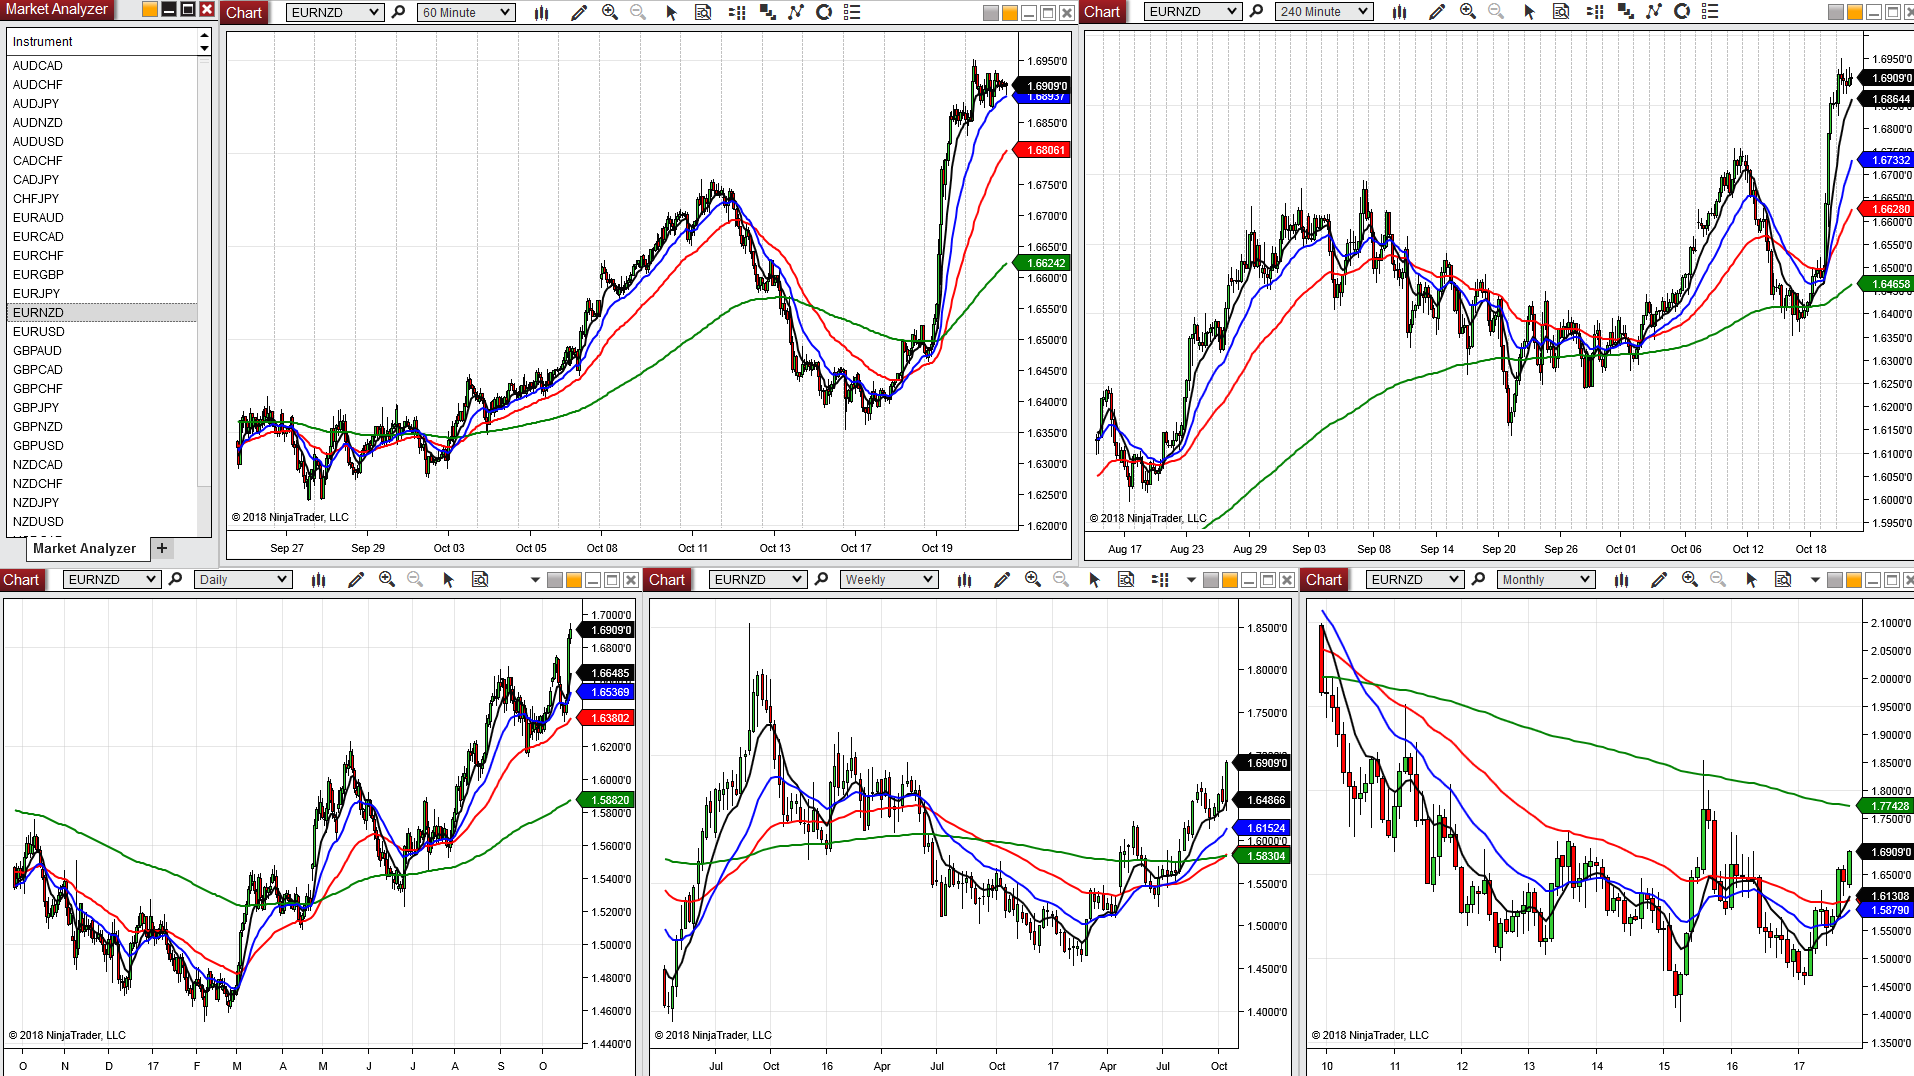 Market Analyzer
Instrument
AUDCAD
AUDCHF
AUDJPY
AUDNZD
AUDUSD
CADCHF
CADJPY
CHFJPY
EURAUD
EURCAD
EURCHF
EURGBP
EURJPY
EURNZD
EURUSD
GBPAUD
GBPCAD
GBPCHF
GBPJPY
GBPNZD
GBPUSD
NZDCAD
NZDCHF
NZDJPY
NZDUSD
Market Analyzer +
Chart EURNZD 60 Minute
1.6950'0
1.6909'0
1.68937
1.6850'0
1.68061
1.6750'0
1.6700'0
1.6650'0
1.66242
1.6600'0
1.6550'0
1.6500'0
1.6450'0
1.6400'0
1.6350'0
1.6300'0
1.6250'0
1.6200'0
© 2018 NinjaTrader, LLC
Sep 27 Sep 29 Oct 03 Oct 05 Oct 08 Oct 11 Oct 13 Oct 17 Oct 19
Chart EURNZD 240 Minute
1.6950'0
1.6909'0
1.68644
1.6800'0
1.67332
1.6700'0
1.66280
1.6600'0
1.6550'0
1.6500'0
1.64658
1.6400'0
1.6350'0
1.6300'0
1.6250'0
1.6200'0
1.6150'0
1.6100'0
1.6050'0
1.6000'0
1.5950'0
© 2018 NinjaTrader, LLC
Aug 17 Aug 23 Aug 29 Sep 03 Sep 08 Sep 14 Sep 20 Sep 26 Oct 01 Oct 06 Oct 12 Oct 18
Chart EURNZD Daily
1.7000'0
1.6909'0
1.6800'0
1.66485
1.65369
1.63802
1.6200'0
1.6000'0
1.58820
1.5800'0
1.5600'0
1.5400'0
1.5200'0
1.5000'0
1.4800'0
1.4600'0
1.4400'0
© 2018 NinjaTrader, LLC
O N D 17 F M A M J J A S O
Chart EURNZD Weekly
1.8500'0
1.8000'0
1.7500'0
1.6909'0
1.64866
1.61524
1.6000'0
1.58304
1.5500'0
1.5000'0
1.4500'0
1.4000'0
© 2018 NinjaTrader, LLC
Jul Oct 16 Apr Jul Oct 17 Apr Jul Oct
Chart EURNZD Monthly
2.1000'0
2.0500'0
2.0000'0
1.9500'0
1.9000'0
1.8500'0
1.8000'0
1.77428
1.7500'0
1.6909'0
1.6500'0
1.61308
1.58790
1.5500'0
1.5000'0
1.4500'0
1.4000'0
1.3500'0
© 2018 NinjaTrader, LLC
10 11 12 13 14 15 16 17